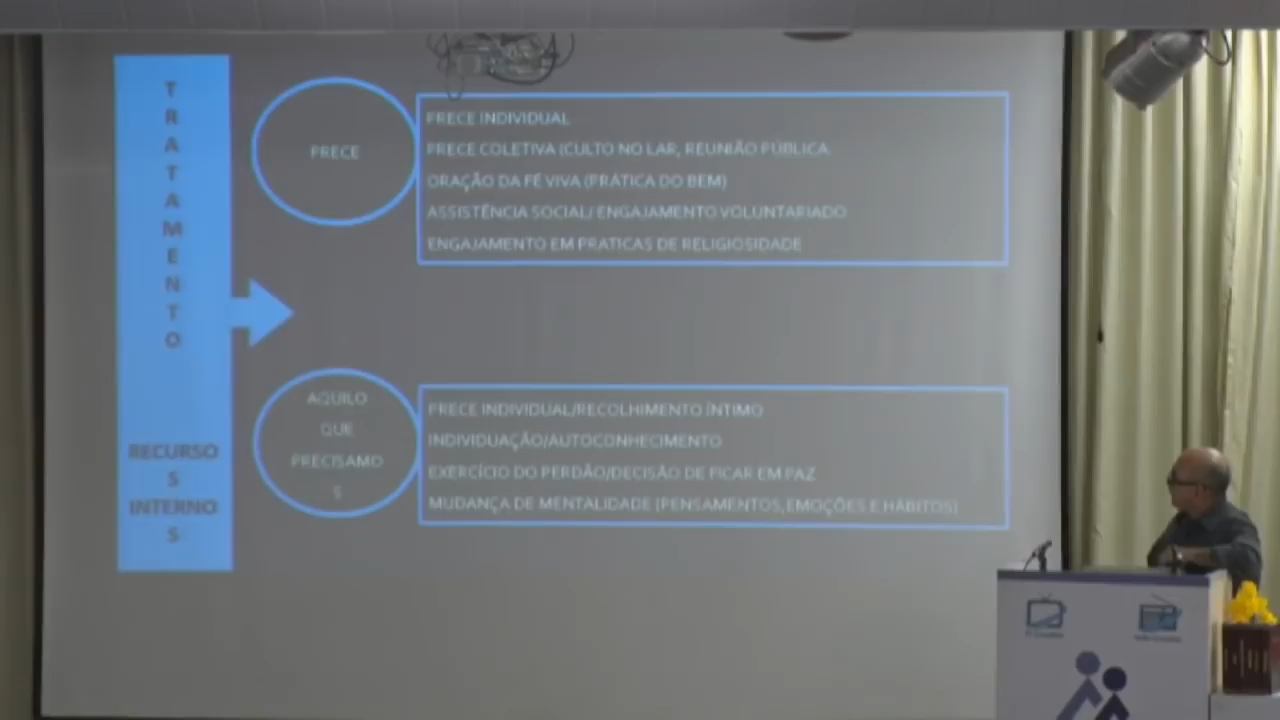 TRATAMENTO
RECURSO
S
INTERNO
S
PRECE
PRECE INDIVIDUAL
PRECE COLETIVA (CULTO NO LAR, REUNIÃO PÚBLICA.
ORAÇÃO DA FÉ VIVA (PRÁTICA DO BEM)
ASSISTÊNCIA SOCIAL/ ENGAJAMENTO VOLUNTARIADO
ENGAJAMENTO EM PRATICAS DE RELIGIOSIDADE
AQUILO
QUE
PRECISAMO
S
PRECE INDIVIDUAL/RECOLHIMENTO ÍNTIMO
INDIVIDUAÇÃO/AUTOCONHECIMENTO
EXERCÍCIO DO PERDÃO/DECISÃO DE FICAR EM PAZ
MUDANÇA DE MENTALIDADE (PENSAMENTOS, EMOÇÕES E HÁBITOS)